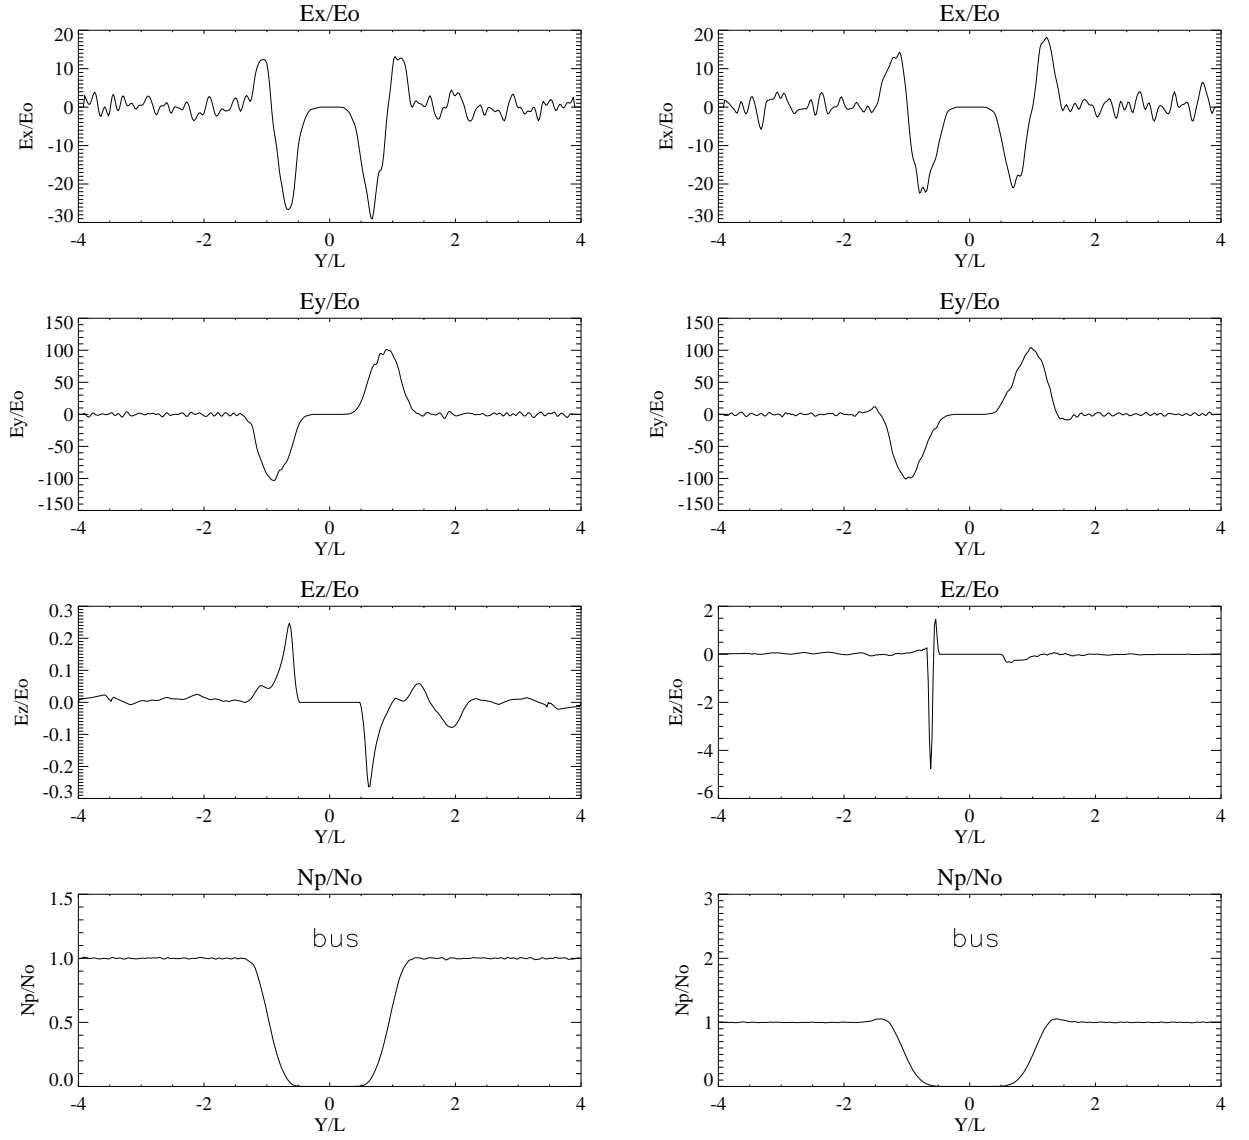 Ex/Eo Ex/Eo
20 20
10 10
0 0
-10 -10
-20 -20
-30 -30
Ex/Eo Ex/Eo
-4 -2 0 2 4 -4 -2 0 2 4
Y/L Y/L
Ey/Eo Ey/Eo
150 150
100 100
50 50
0 0
-50 -50
-100 -100
-150 -150
Ey/Eo Ey/Eo
-4 -2 0 2 4 -4 -2 0 2 4
Y/L Y/L
Ez/Eo Ez/Eo
0.3 2
0.2 0
0.1 -2
0.0 -4
-0.1 -6
-0.2
-0.3
Ez/Eo Ez/Eo
-4 -2 0 2 4 -4 -2 0 2 4
Y/L Y/L
Np/No Np/No
1.5 3
1.0 2
0.5 1
0.0 0
bus bus
Np/No Np/No
-4 -2 0 2 4 -4 -2 0 2 4
Y/L Y/L